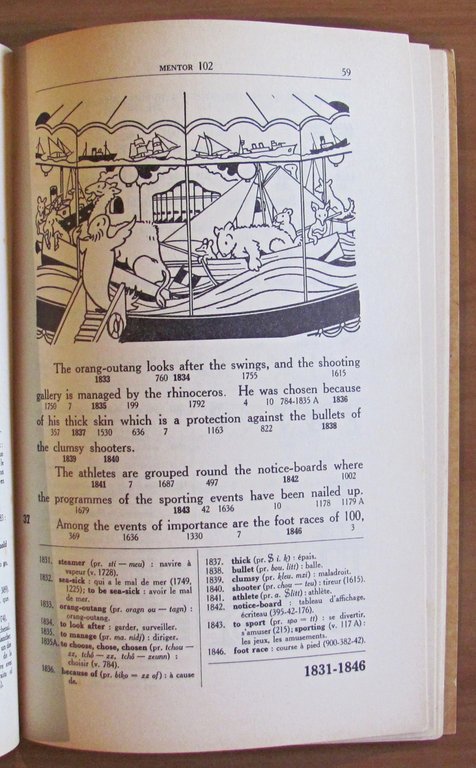 MENTOR 102
59
The orang-outang looks after the swings, and the shooting
1833 760 1834 1755 1615
gallery is managed by the rhinoceros. He was chosen because
1750 7 1835 199 1792 4 10 784-1835 A 1836
of his thick skin which is a protection against the bullets of
357 1837 1530 636 7 1163 822 1838
the clumsy shooters.
1839 1840
The athletes are grouped round the notice-boards where
1841 7 1687 497 1842 1002
the programmes of the sporting events have been nailed up.
1679 1843 42 1636 10 1178 1179 A
37 Among the events of importance are the foot races of 100,
369 1636 1330 7 1846 3
1831. steamer (pr. sti — meu) : navire à
vapeur (v. 1728).
1832. sea-sick : qui a le mal de mer (1749,
1225); to be sea-sick : avoir le mal
de mer.
1833. orang-outang (pr. oragn ou — tagn) :
orang-outang.
1834. to look after : garder, surveiller.
1835. to manage (pr. ma. nidj) : diriger.
1835A. to choose, chose, chosen (pr. tchou —
zz, tchô — zz, tchô — zeunn) :
choisir (v. 784).
1836. because of (pr. biko — zz of) : à cause
de.
1837. thick (pr. S i. k) : épais.
1838. bullet (pr. bou. litt) : balle.
1839. clumsy (pr. kleu. mzi) : maladroit.
1840. shooter (pr. chou — teu) : tireur (1615).
1841. athlete (pr. a. Slitt) : athlète.
1842. notice-board : tableau d'affichage,
écriteau (395-42-176).
1843. to sport (pr. spo — tt) : se divertir,
s'amuser (215); sporting (v. 117 A) :
les jeux, les amusements.
1846. foot race : course à pied (900-382-42).
1831-1846